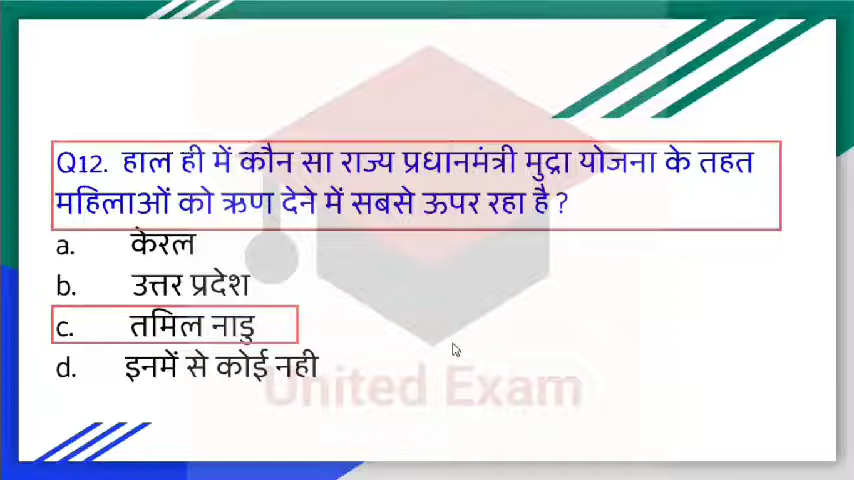 Q12. हाल ही में कौन सा राज्य प्रधानमंत्री मुद्रा योजना के तहत
महिलाओं को ऋण देने में सबसे ऊपर रहा है ?
a. केरल
b. उत्तर प्रदेश
c. तमिल नाडु
d. इनमें से कोई नही
United Exam